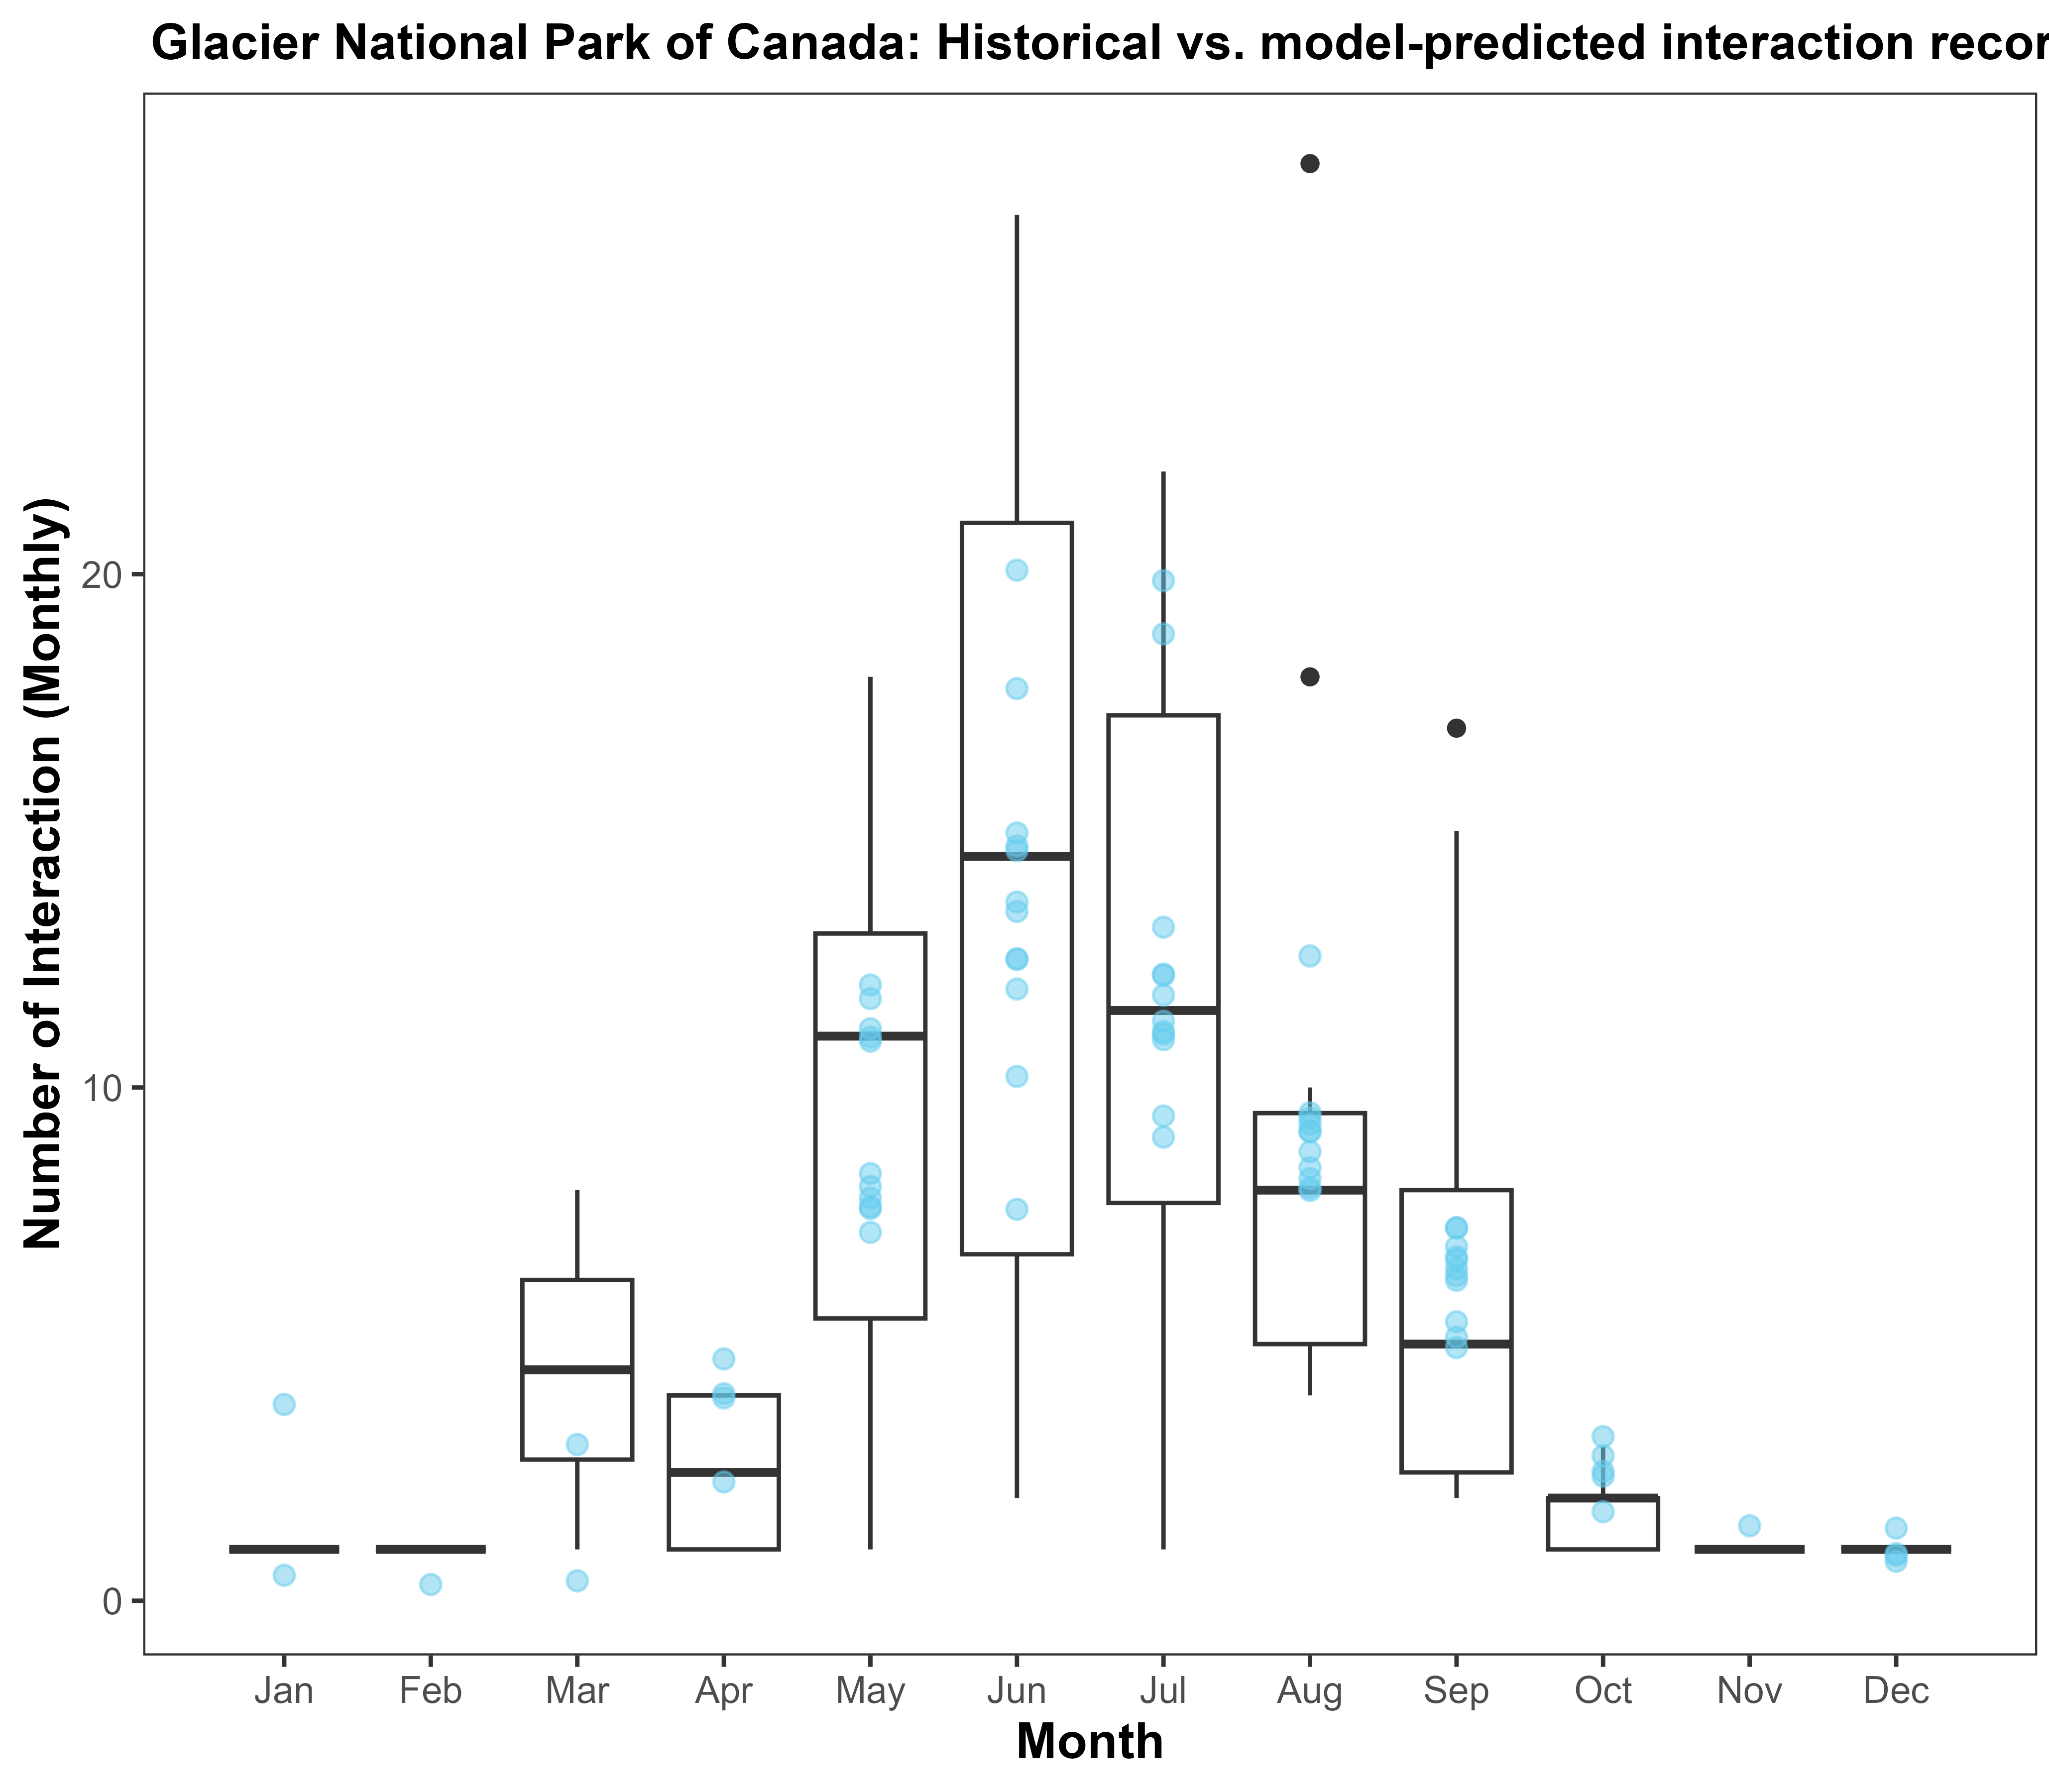 Glacier National Park of Canada: Historical vs. model-predicted interaction recor
Number of Interaction (Monthly)
20
10
0
Jan Feb Mar Apr May Jun Jul Aug Sep Oct Nov Dec
Month